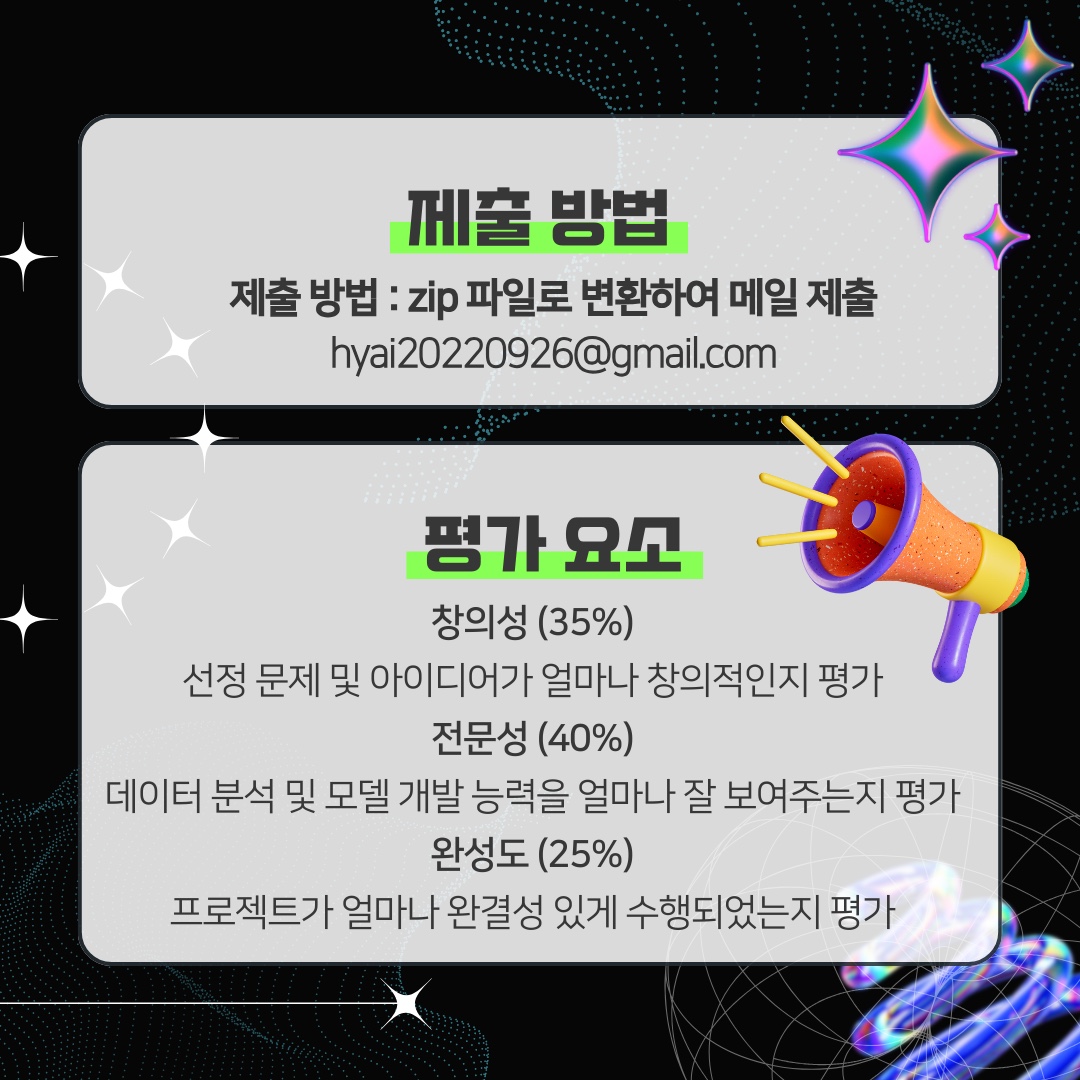 제출 방법
제출 방법 : zip 파일로 변환하여 메일 제출
hyai20220926@gmail.com
평가 요소
창의성 (35%)
선정 문제 및 아이디어가 얼마나 창의적인지 평가
전문성 (40%)
데이터 분석 및 모델 개발 능력을 얼마나 잘 보여주는지 평가
완성도 (25%)
프로젝트가 얼마나 완결성 있게 수행되었는지 평가